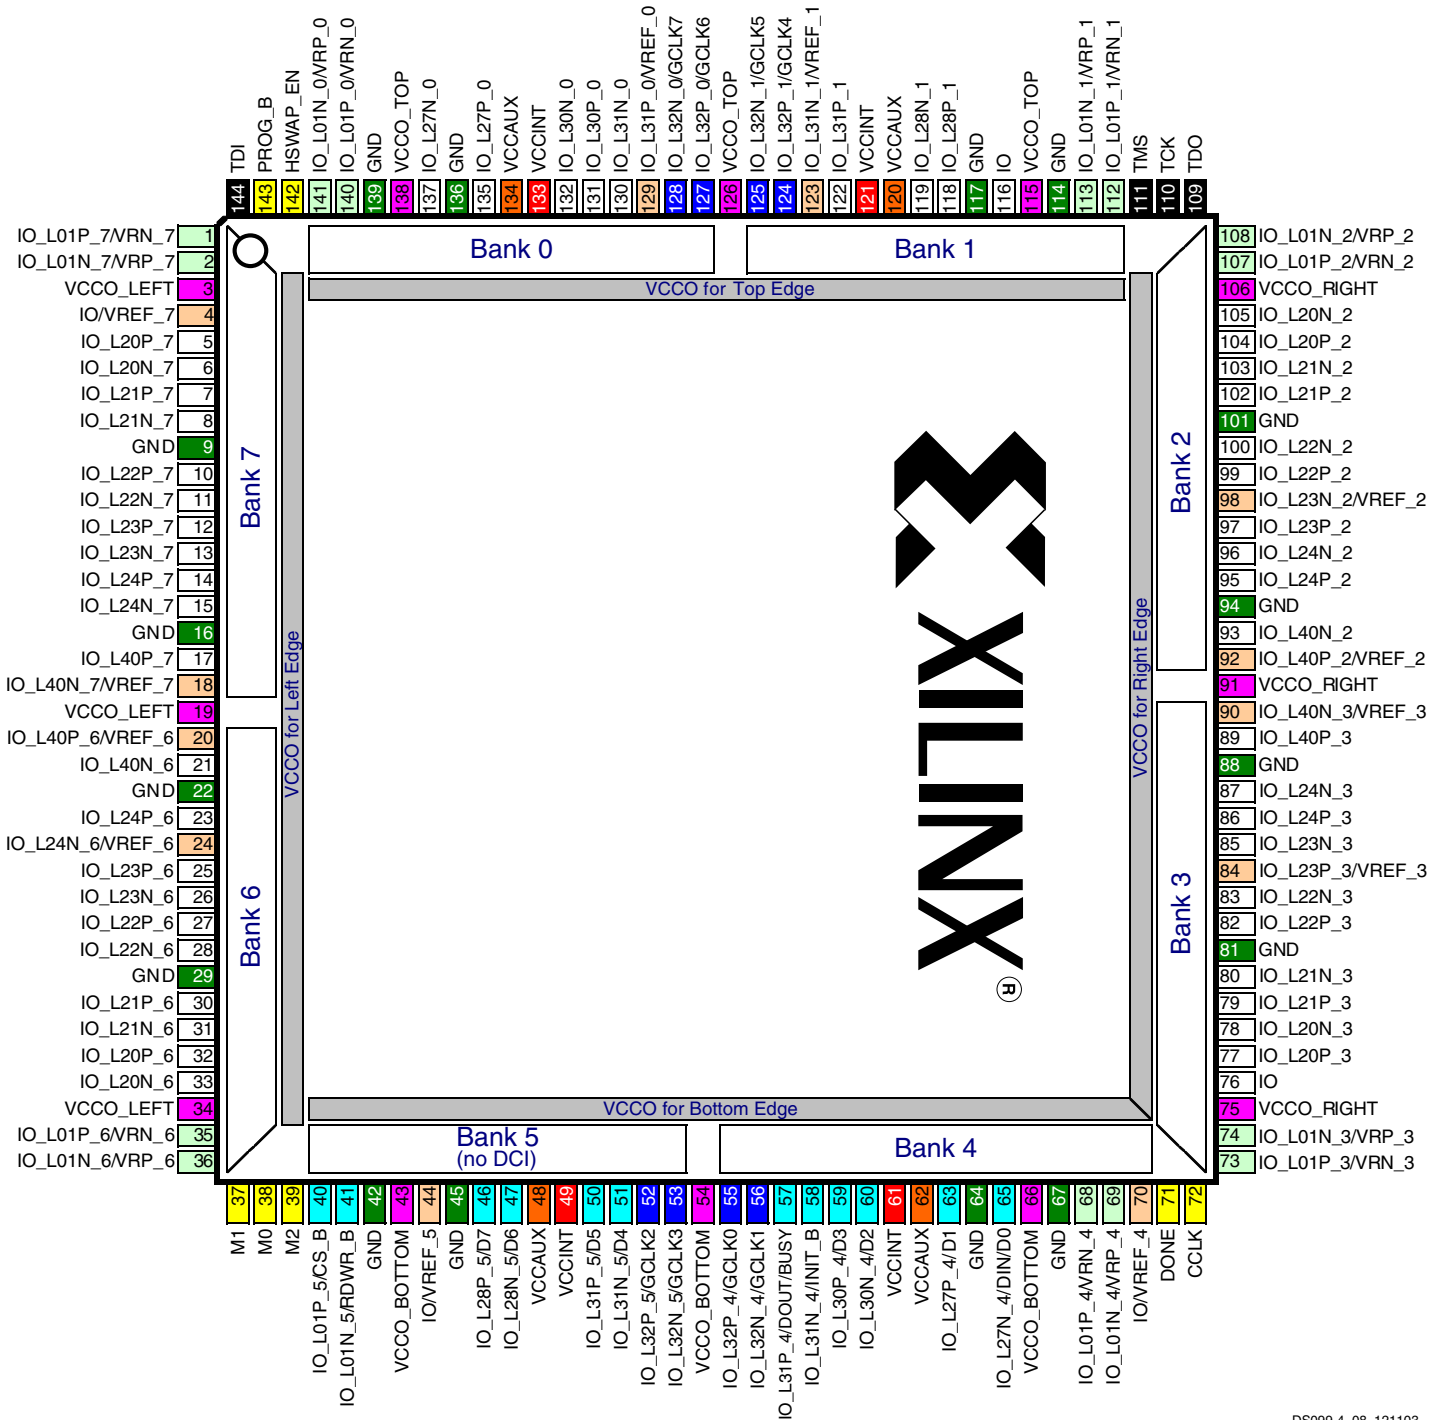 TDI
PROG_B
HSWAP_EN
IO_L01N_0/VRP_0
IO_L01P_0/VRN_0
GND
VCCO_TOP
IO_L27N_0
GND
IO_L27P_0
VCCAUX
VCCINT
IO_L30N_0
IO_L30P_0
IO_L31N_0
IO_L31P_0/VREF_0
IO_L32N_0/GCLK7
IO_L32P_0/GCLK6
VCCO_TOP
IO_L32N_1/GCLK5
IO_L32P_1/GCLK4
IO_L31N_1/VREF_1
IO_L31P_1
VCCINT
VCCAUX
IO_L28N_1
IO_L28P_1
GND
IO
VCCO_TOP
GND
IO_L01N_1/VRP_1
IO_L01P_1/VRN_1
TMS
TCK
TDO
144 143 142 141 140 139 138 137 136 135 134 133 132 131 130 129 128 127 126 125 124 123 122 121 120 119 118 117 116 115 114 113 112 111 110 109
IO_L01P_7/VRN_7 1
IO_L01N_7/VRP_7 2
VCCO_LEFT 3
IO/VREF_7 4
IO_L20P_7 5
IO_L20N_7 6
IO_L21P_7 7
IO_L21N_7 8
GND 9
IO_L22P_7 10
IO_L22N_7 11
IO_L23P_7 12
IO_L23N_7 13
IO_L24P_7 14
IO_L24N_7 15
GND 16
IO_L40P_7 17
IO_L40N_7/VREF_7 18
VCCO_LEFT 19
IO_L40P_6/VREF_6 20
IO_L40N_6 21
GND 22
IO_L24P_6 23
IO_L24N_6/VREF_6 24
IO_L23P_6 25
IO_L23N_6 26
IO_L22P_6 27
IO_L22N_6 28
GND 29
IO_L21P_6 30
IO_L21N_6 31
IO_L20P_6 32
IO_L20N_6 33
VCCO_LEFT 34
IO_L01P_6/VRN_6 35
IO_L01N_6/VRP_6 36
Bank 0
Bank 1
VCCO for Top Edge
Bank 7
Bank 6
VCCO for Left Edge
XILINX
®
VCCO for Right Edge
Bank 2
Bank 3
VCCO for Bottom Edge
Bank 5
(no DCI)
Bank 4
108 IO_L01N_2/VRP_2
107 IO_L01P_2/VRN_2
106 VCCO_RIGHT
105 IO_L20N_2
104 IO_L20P_2
103 IO_L21N_2
102 IO_L21P_2
101 GND
100 IO_L22N_2
99 IO_L22P_2
98 IO_L23N_2/VREF_2
97 IO_L23P_2
96 IO_L24N_2
95 IO_L24P_2
94 GND
93 IO_L40N_2
92 IO_L40P_2/VREF_2
91 VCCO_RIGHT
90 IO_L40N_3/VREF_3
89 IO_L40P_3
88 GND
87 IO_L24N_3
86 IO_L24P_3
85 IO_L23N_3
84 IO_L23P_3/VREF_3
83 IO_L22N_3
82 IO_L22P_3
81 GND
80 IO_L21N_3
79 IO_L21P_3
78 IO_L20N_3
77 IO_L20P_3
76 IO
75 VCCO_RIGHT
74 IO_L01N_3/VRP_3
73 IO_L01P_3/VRN_3
37 38 39 40 41 42 43 44 45 46 47 48 49 50 51 52 53 54 55 56 57 58 59 60 61 62 63 64 65 66 67 68 69 70 71 72
M1
M0
M2
IO_L01P_5/CS_B
IO_L01N_5/RDWR_B
GND
VCCO_BOTTOM
IO/VREF_5
GND
IO_L28P_5/D7
IO_L28N_5/D6
VCCAUX
VCCINT
IO_L31P_5/D5
IO_L31N_5/D4
IO_L32P_5/GCLK2
IO_L32N_5/GCLK3
VCCO_BOTTOM
IO_L32P_4/GCLK0
IO_L32N_4/GCLK1
IO_L31P_4/DOUT/BUSY
IO_L31N_4/INIT_B
IO_L30P_4/D3
IO_L30N_4/D2
VCCINT
VCCAUX
IO_L27P_4/D1
GND
IO_L27N_4/DIN/D0
VCCO_BOTTOM
GND
IO_L01P_4/VRN_4
IO_L01N_4/VRP_4
IO/VREF_4
DONE
CCLK
DS099-4_08_121103